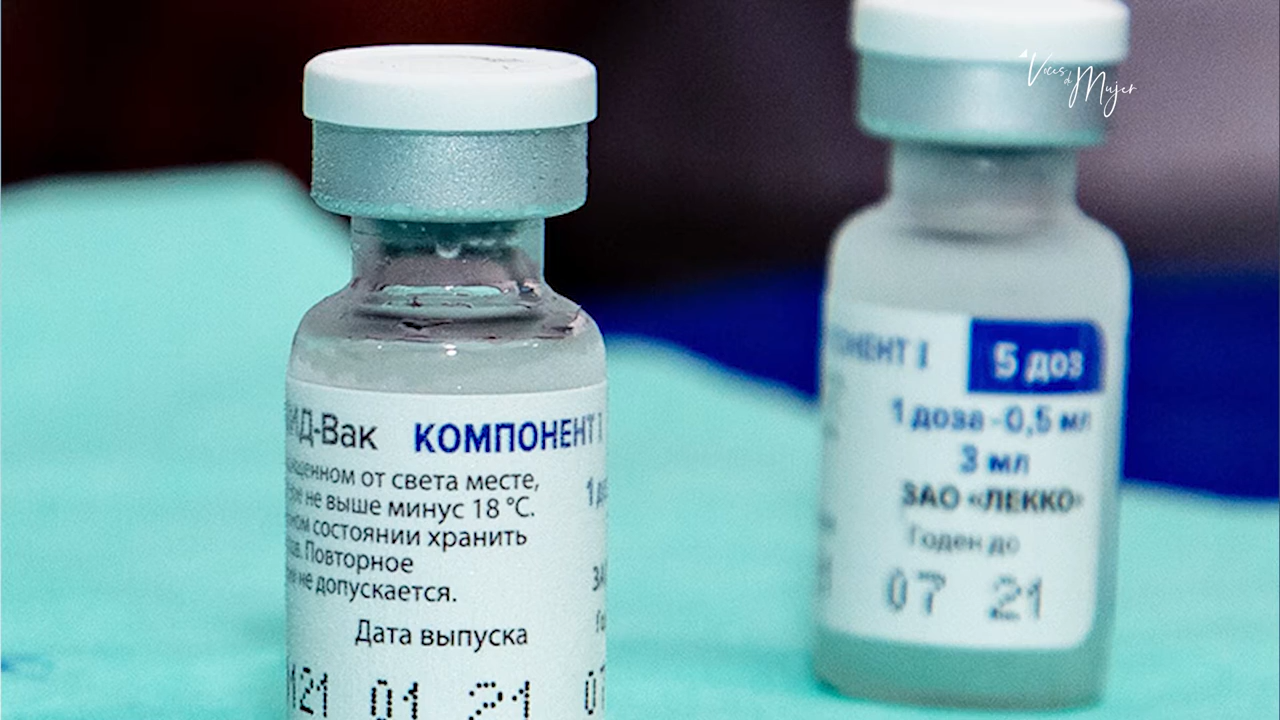 Voces de Mujer
ИД-Вак КОМПОНЕНТ I
от света месте,
не выше минус 18 °C.
состоянии хранить
Повторное
не допускается.
Дата выпуска
121 01 21 07
НЕНТ I 5 доз
1 доза - 0,5 мл
3 мл
ЗАО «ЛЕККО»
Годен до
07 21